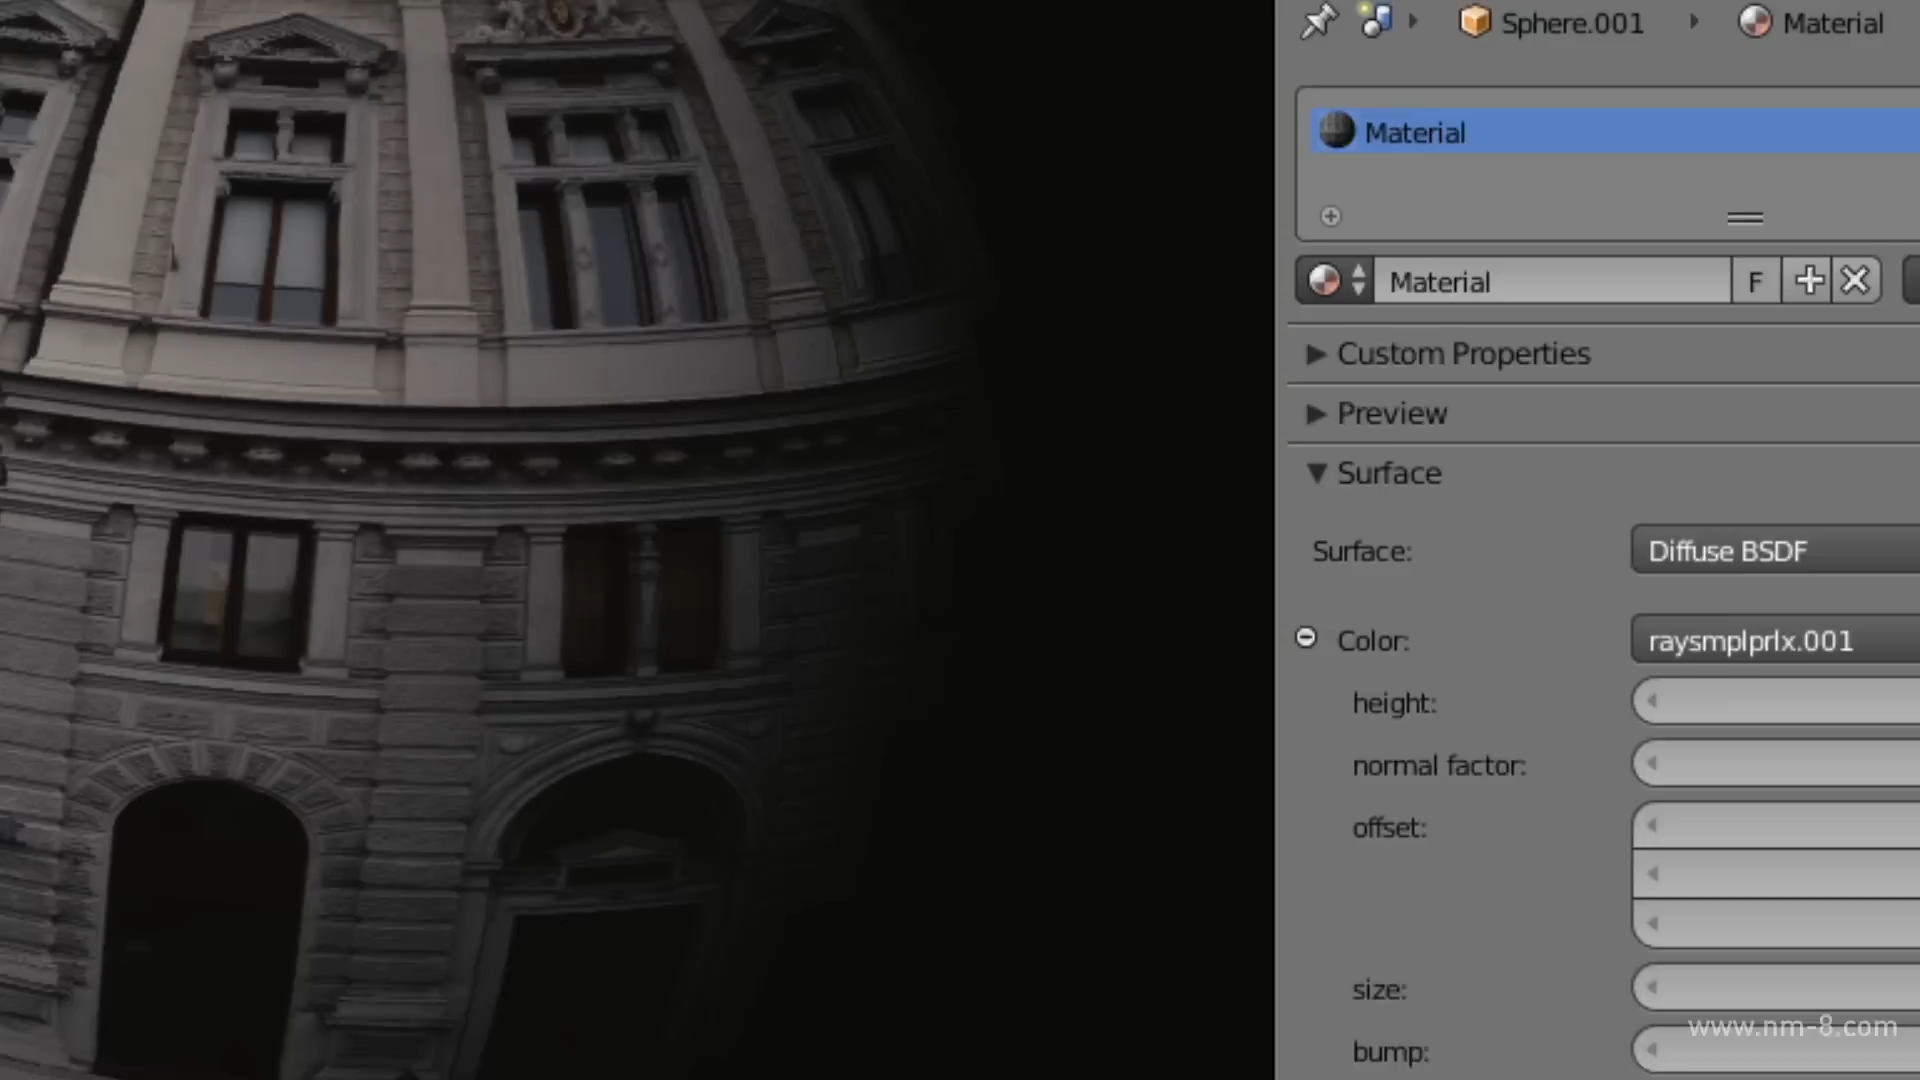 Sphere.001 Material
Material
Material F
Custom Properties
Preview
Surface
Surface: Diffuse BSDF
Color: raysmplprlx.001
height:
normal factor:
offset:
size:
www.nm-8.com
bump: